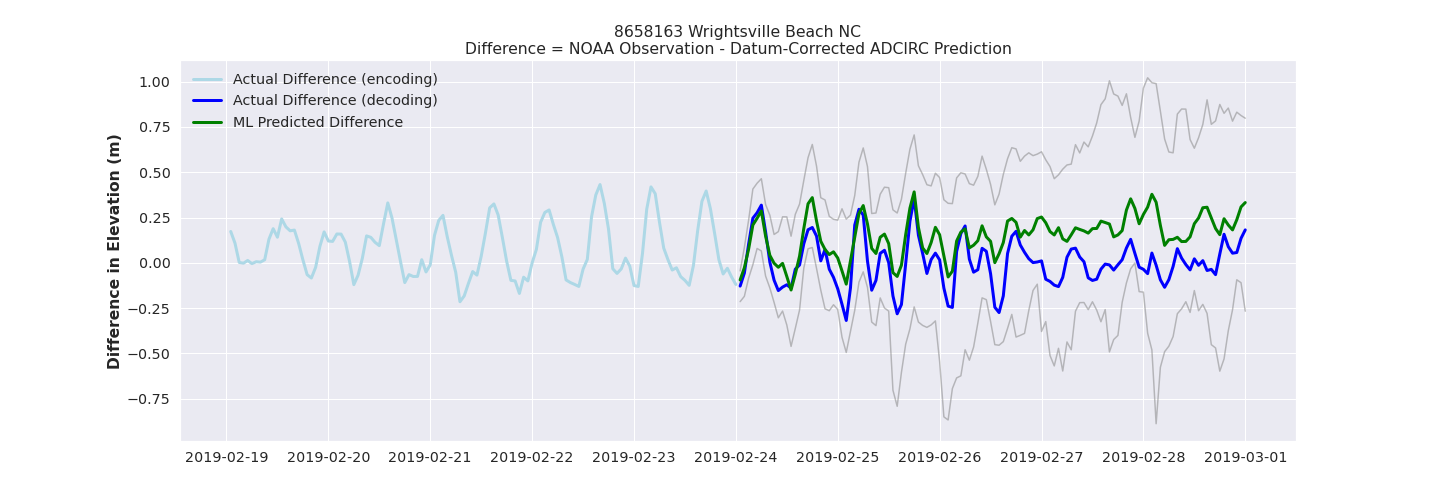 8658163 Wrightsville Beach NC
Difference = NOAA Observation - Datum-Corrected ADCIRC Prediction
Actual Difference (encoding)
Actual Difference (decoding)
ML Predicted Difference
Difference in Elevation (m)
1.00
0.75
0.50
0.25
0.00
−0.25
−0.50
−0.75
2019-02-19 2019-02-20 2019-02-21 2019-02-22 2019-02-23 2019-02-24 2019-02-25 2019-02-26 2019-02-27 2019-02-28 2019-03-01